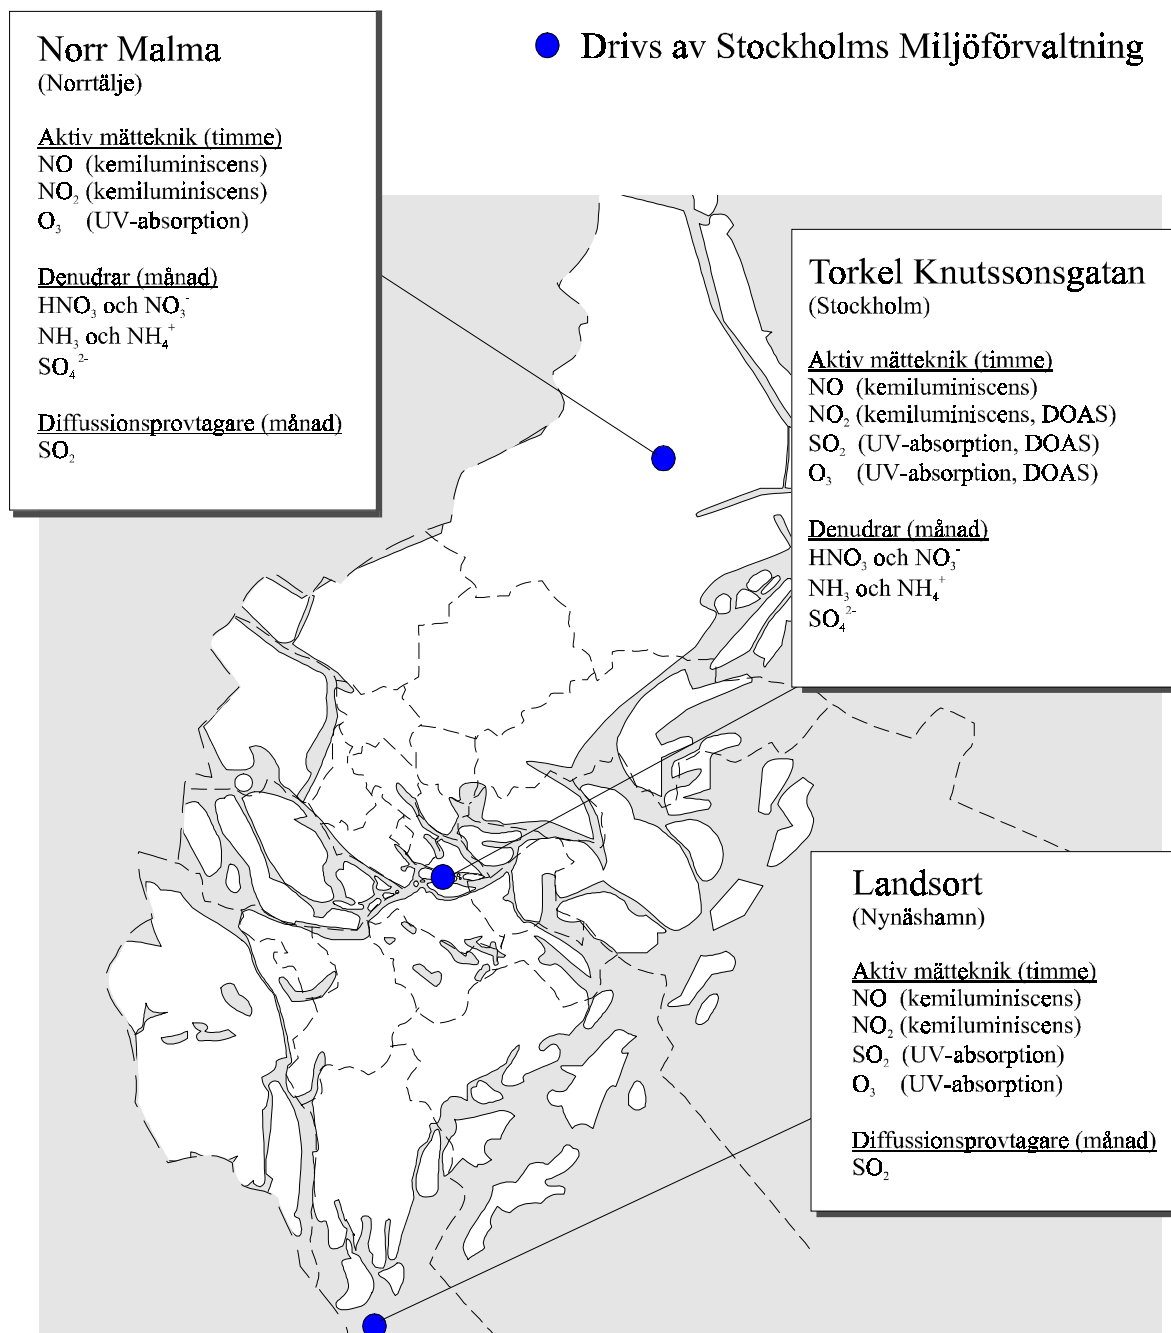 Norr Malma
(Norrtälje)
Aktiv mätteknik (timme)
NO (kemiluminiscens)
NO₂ (kemiluminiscens)
O₃ (UV-absorption)
Denudrar (månad)
HNO₃ och NO₃⁻
NH₃ och NH₄⁺
SO₄²⁻
Diffussionsprovtagare (månad)
SO₂
Drivs av Stockholms Miljöförvaltning
Torkel Knutssonsgatan
(Stockholm)
Aktiv mätteknik (timme)
NO (kemiluminiscens)
NO₂ (kemiluminiscens, DOAS)
SO₂ (UV-absorption, DOAS)
O₃ (UV-absorption, DOAS)
Denudrar (månad)
HNO₃ och NO₃⁻
NH₃ och NH₄⁺
SO₄²⁻
Landsort
(Nynäshamn)
Aktiv mätteknik (timme)
NO (kemiluminiscens)
NO₂ (kemiluminiscens)
SO₂ (UV-absorption)
O₃ (UV-absorption)
Diffussionsprovtagare (månad)
SO₂